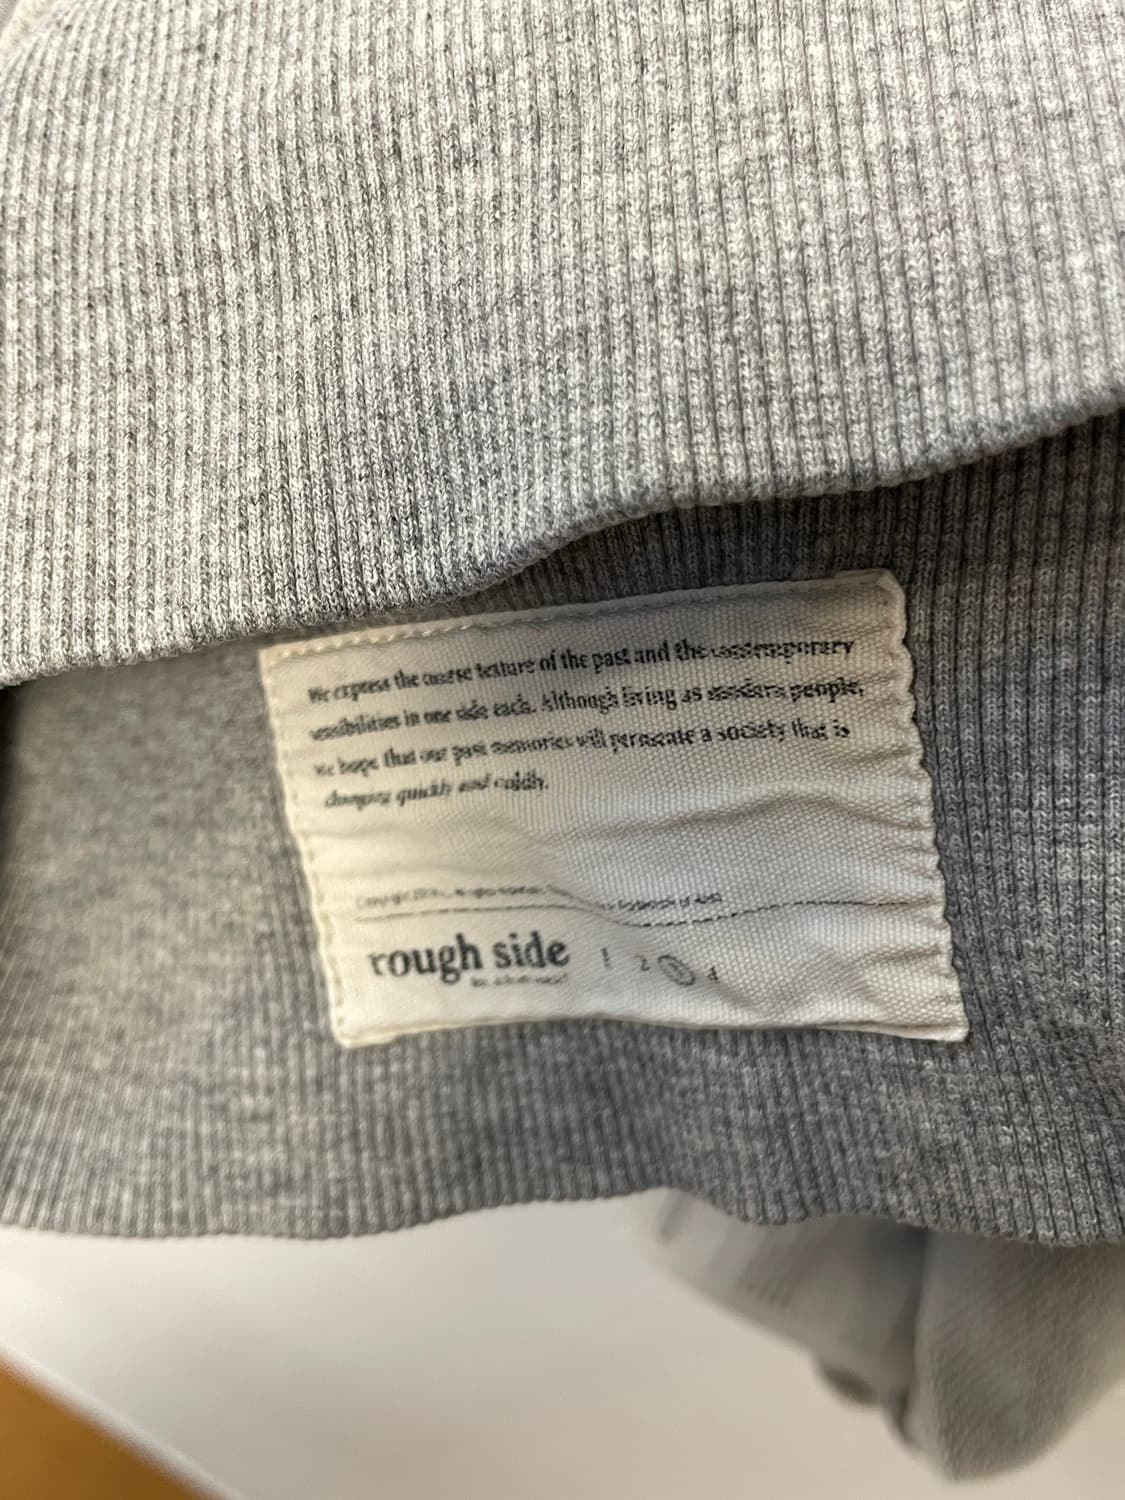 We express the coarse texture of the past and the contemporary
sensibilities in one side each. Although living as modern people,
we hope that our past memories will permeate a society that is
changing quickly and coldly.
rough side 1 2 3 4